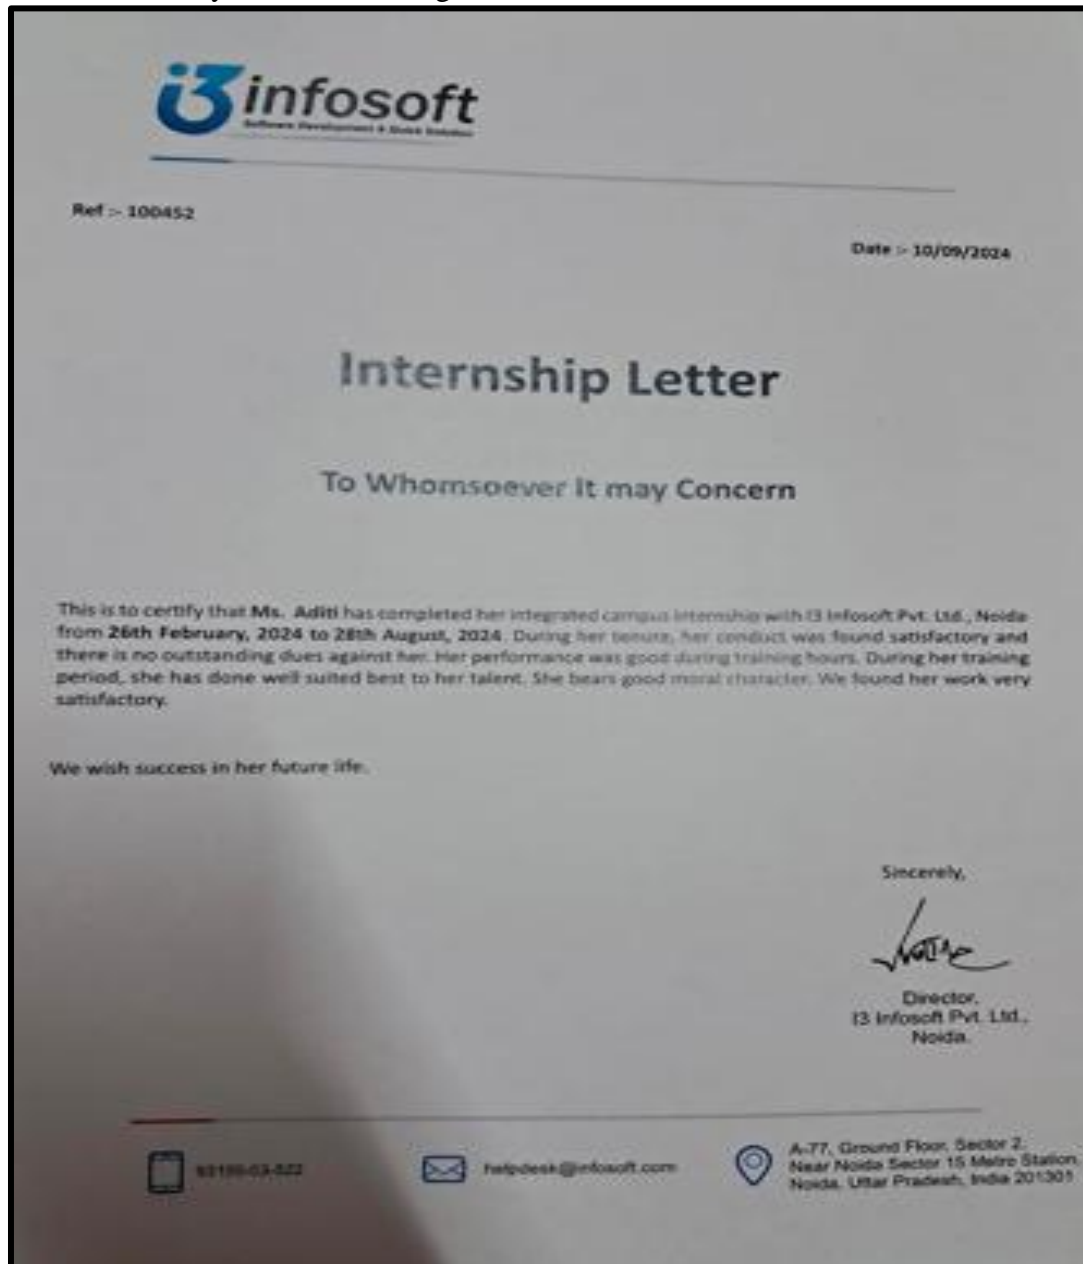 i3 infosoft
Software Development & Quick Solution
Ref :- 100452
Date :- 10/09/2024
Internship Letter
To Whomsoever it may Concern
This is to certify that Ms. Aditi has completed her integrated campus internship with I3 Infosoft Pvt. Ltd., Noida
from 26th February, 2024 to 28th August, 2024. During her tenure, her conduct was found satisfactory and
there is no outstanding dues against her. Her performance was good during training hours. During her training
period, she has done well suited best to her talent. She bears good moral character. We found her work very
satisfactory.
We wish success in her future life.
Sincerely,
Director,
I3 Infosoft Pvt. Ltd.,
Noida.
helpdesk@infosoft.com
A-77, Ground Floor, Sector 2,
Near Noida Sector 15 Metro Station,
Noida, Uttar Pradesh, India 201301